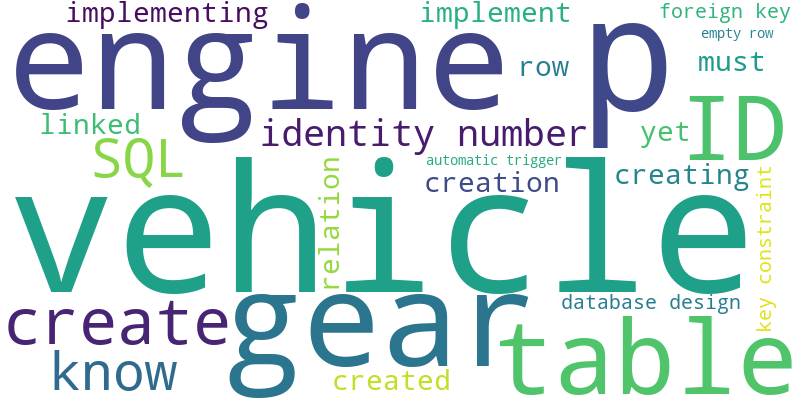 implementing
implement
foreign key
engine p
empty row
row
must
linked
identity number
yet
ID
SQL
automatic trigger
creation
creating
vehicle
relation
key constraint
create
gear
database design
table
know
created